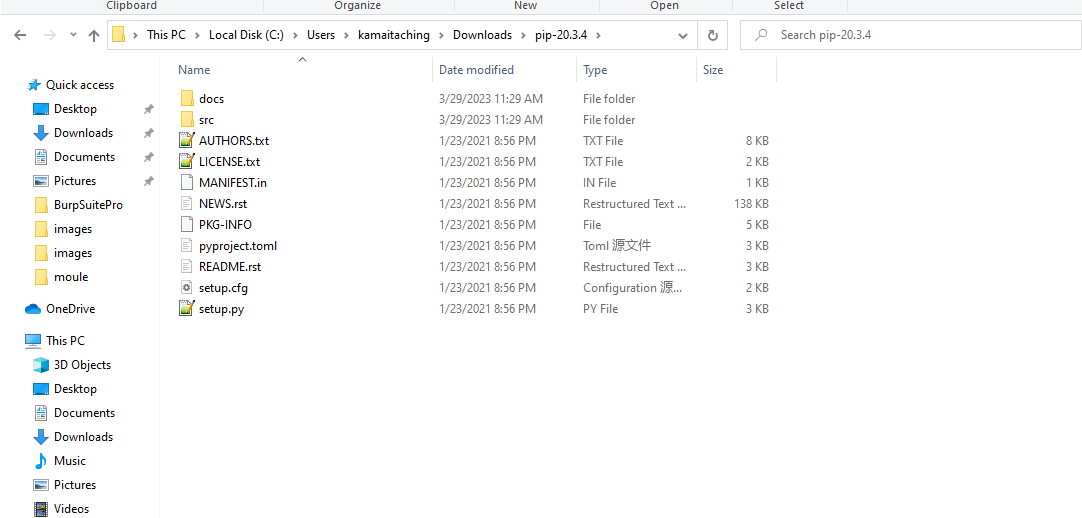 Clipboard Organize New Open Select
This PC Local Disk (C:) Users kamaitaching Downloads pip-20.3.4 Search pip-20.3.4
Name Date modified Type Size
Quick access
Desktop
Downloads
Documents
Pictures
BurpSuitePro
images
images
moule
OneDrive
This PC
3D Objects
Desktop
Documents
Downloads
Music
Pictures
Videos
docs 3/29/2023 11:29 AM File folder
src 3/29/2023 11:29 AM File folder
AUTHORS.txt 1/23/2021 8:56 PM TXT File 8 KB
LICENSE.txt 1/23/2021 8:56 PM TXT File 2 KB
MANIFEST.in 1/23/2021 8:56 PM IN File 1 KB
NEWS.rst 1/23/2021 8:56 PM Restructured Text ... 138 KB
PKG-INFO 1/23/2021 8:56 PM File 5 KB
pyproject.toml 1/23/2021 8:56 PM Toml 源文件 3 KB
README.rst 1/23/2021 8:56 PM Restructured Text ... 3 KB
setup.cfg 1/23/2021 8:56 PM Configuration 源... 2 KB
setup.py 1/23/2021 8:56 PM PY File 3 KB